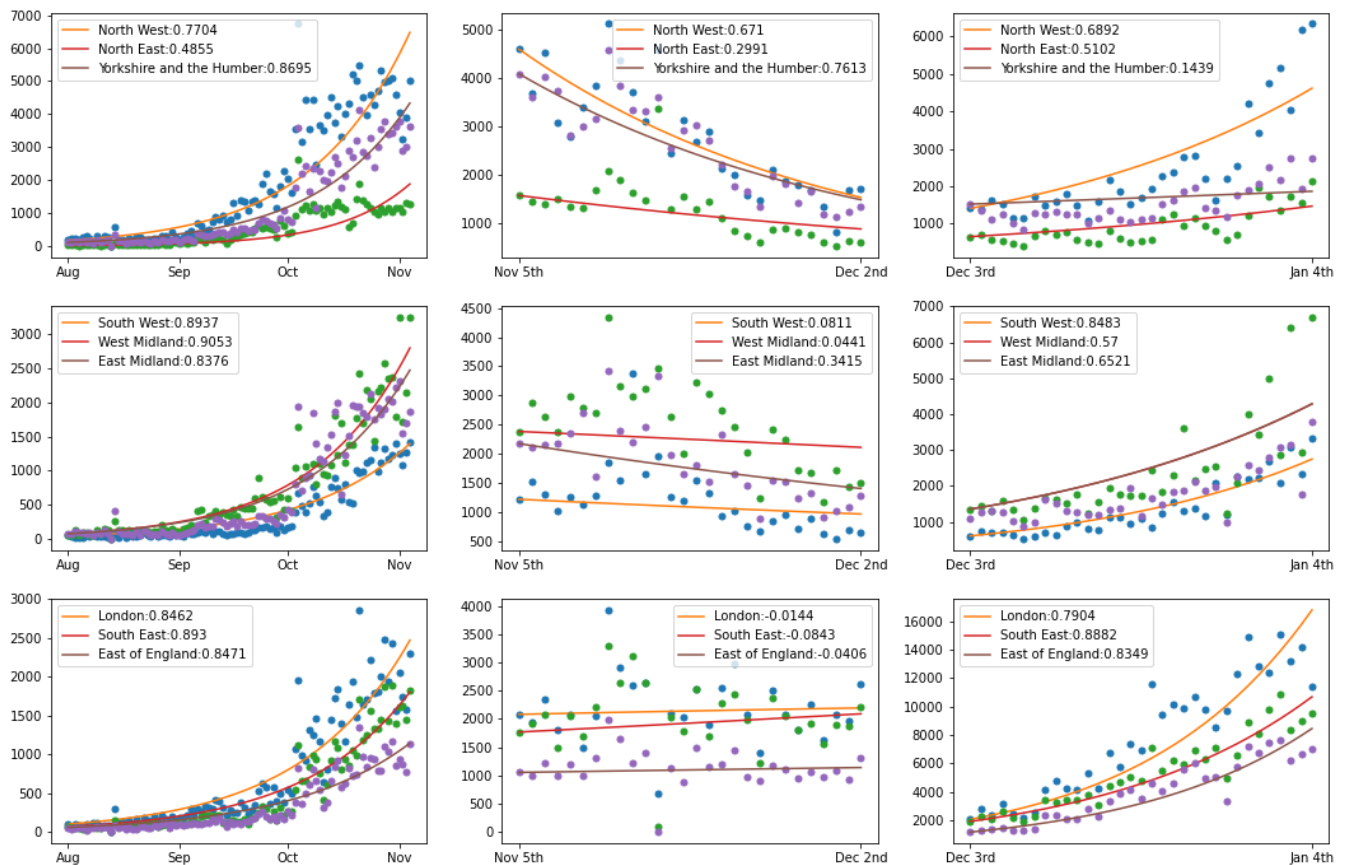 North West:0.7704
North East:0.4855
Yorkshire and the Humber:0.8695
7000
6000
5000
4000
3000
2000
1000
0
Aug
Sep
Oct
Nov
North West:0.671
North East:0.2991
Yorkshire and the Humber:0.7613
5000
4000
3000
2000
1000
Nov 5th
Dec 2nd
North West:0.6892
North East:0.5102
Yorkshire and the Humber:0.1439
6000
5000
4000
3000
2000
1000
Dec 3rd
Jan 4th
South West:0.8937
West Midland:0.9053
East Midland:0.8376
3000
2500
2000
1500
1000
500
0
Aug
Sep
Oct
Nov
South West:0.0811
West Midland:0.0441
East Midland:0.3415
4500
4000
3500
3000
2500
2000
1500
1000
500
Nov 5th
Dec 2nd
South West:0.8483
West Midland:0.57
East Midland:0.6521
7000
6000
5000
4000
3000
2000
1000
Dec 3rd
Jan 4th
London:0.8462
South East:0.893
East of England:0.8471
3000
2500
2000
1500
1000
500
0
Aug
Sep
Oct
Nov
London:-0.0144
South East:-0.0843
East of England:-0.0406
4000
3500
3000
2500
2000
1500
1000
500
0
Nov 5th
Dec 2nd
London:0.7904
South East:0.8882
East of England:0.8349
16000
14000
12000
10000
8000
6000
4000
2000
Dec 3rd
Jan 4th